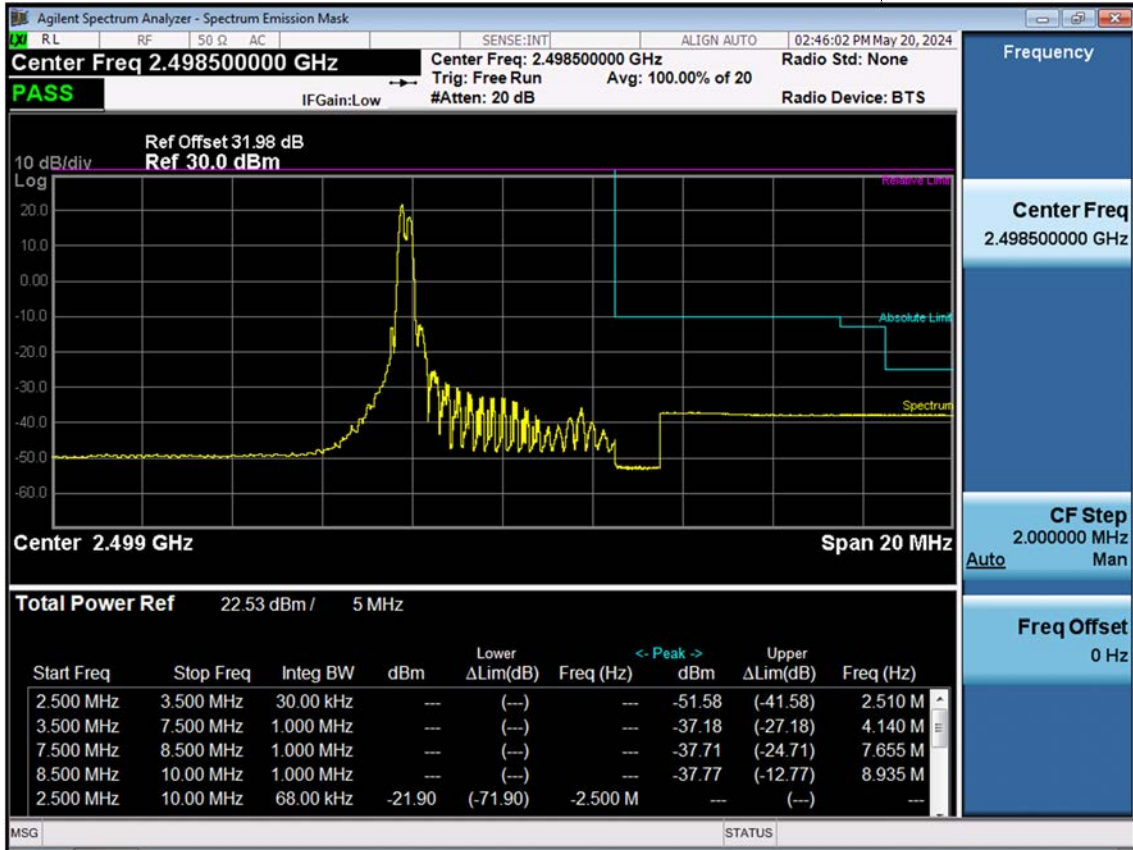 Agilent Spectrum Analyzer - Spectrum Emission Mask
LXI RL RF 50 Ω AC SENSE:INT ALIGN AUTO 02:46:02 PM May 20, 2024
Center Freq 2.498500000 GHz
Center Freq: 2.498500000 GHz Radio Std: None
Trig: Free Run Avg: 100.00% of 20
PASS IFGain:Low #Atten: 20 dB Radio Device: BTS
Ref Offset 31.98 dB
10 dB/div Ref 30.0 dBm
Log
Relative Limit
20.0
10.0
0.00
-10.0
Absolute Limit
-20.0
-30.0
Spectrum
-40.0
-50.0
-60.0
Center 2.499 GHz Span 20 MHz
Total Power Ref 22.53 dBm / 5 MHz
Lower <- Peak -> Upper
Start Freq Stop Freq Integ BW dBm ΔLim(dB) Freq (Hz) dBm ΔLim(dB) Freq (Hz)
2.500 MHz 3.500 MHz 30.00 kHz --- (---) --- -51.58 (-41.58) 2.510 M
3.500 MHz 7.500 MHz 1.000 MHz --- (---) --- -37.18 (-27.18) 4.140 M
7.500 MHz 8.500 MHz 1.000 MHz --- (---) --- -37.71 (-24.71) 7.655 M
8.500 MHz 10.00 MHz 1.000 MHz --- (---) --- -37.77 (-12.77) 8.935 M
2.500 MHz 10.00 MHz 68.00 kHz -21.90 (-71.90) -2.500 M --- (---) ---
MSG STATUS
Frequency
Center Freq
2.498500000 GHz
CF Step
2.000000 MHz
Auto Man
Freq Offset
0 Hz